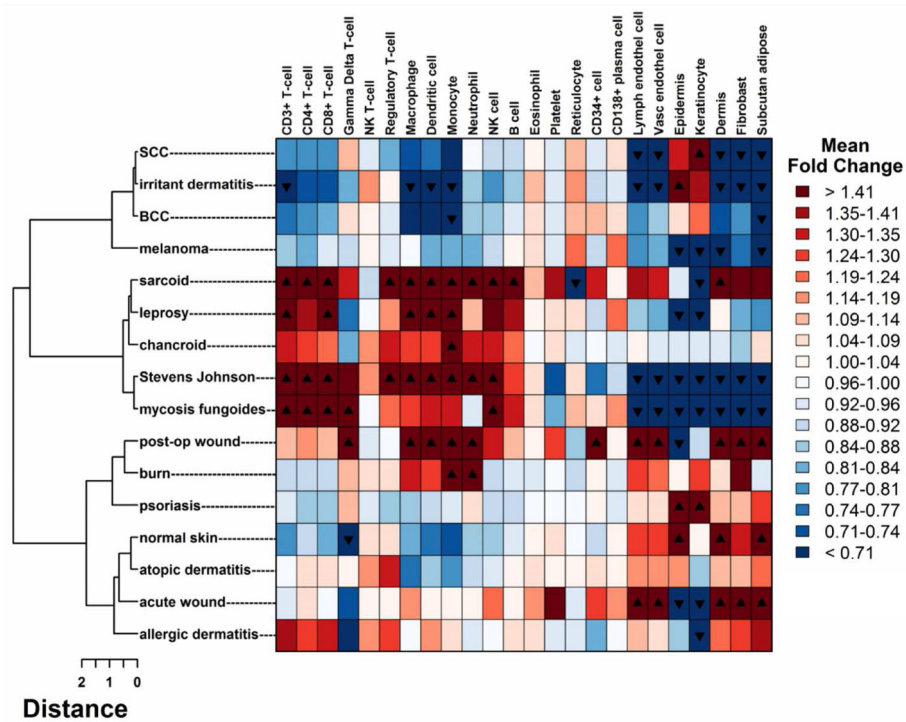 CD3+ T-cell
CD4+ T-cell
CD8+ T-cell
Gamma Delta T-cell
NK T-cell
Regulatory T-cell
Macrophage
Dendritic cell
Monocyte
Neutrophil
NK cell
B cell
Eosinophil
Platelet
Reticulocyte
CD34+ cell
CD138+ plasma cell
Lymph endothel cell
Vasc endothel cell
Epidermis
Keratinocyte
Dermis
Fibrobast
Subcutan adipose
SCC
irritant dermatitis
BCC
melanoma
sarcoid
leprosy
chancroid
Stevens Johnson
mycosis fungoides
post-op wound
burn
psoriasis
normal skin
atopic dermatitis
acute wound
allergic dermatitis
Mean
Fold Change
> 1.41
1.35-1.41
1.30-1.35
1.24-1.30
1.19-1.24
1.14-1.19
1.09-1.14
1.04-1.09
1.00-1.04
0.96-1.00
0.92-0.96
0.88-0.92
0.84-0.88
0.81-0.84
0.77-0.81
0.74-0.77
0.71-0.74
< 0.71
2 1 0
Distance